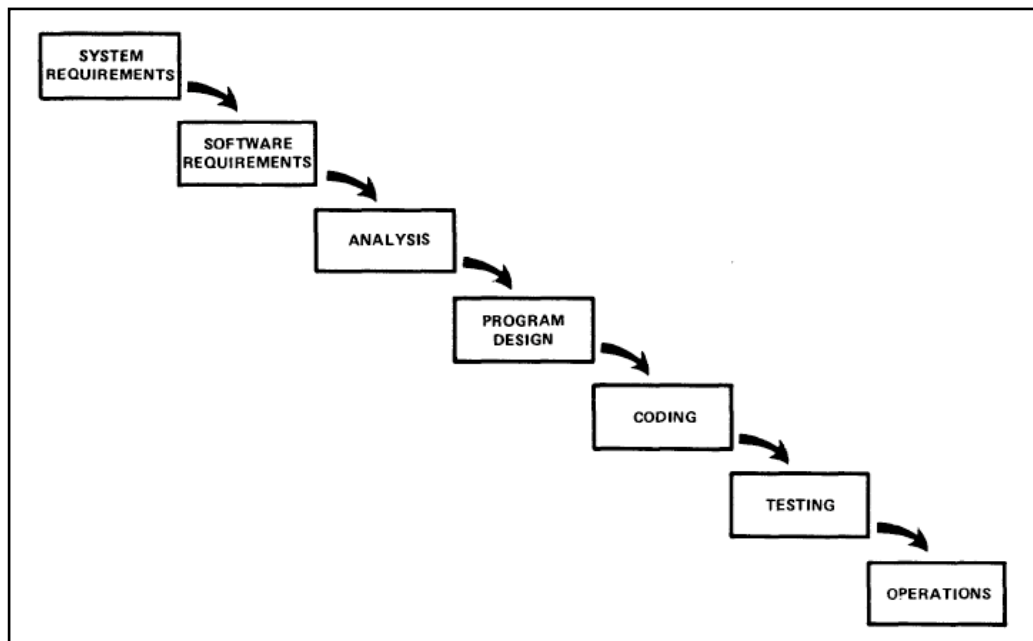 SYSTEM
REQUIREMENTS
SOFTWARE
REQUIREMENTS
ANALYSIS
PROGRAM
DESIGN
CODING
TESTING
OPERATIONS